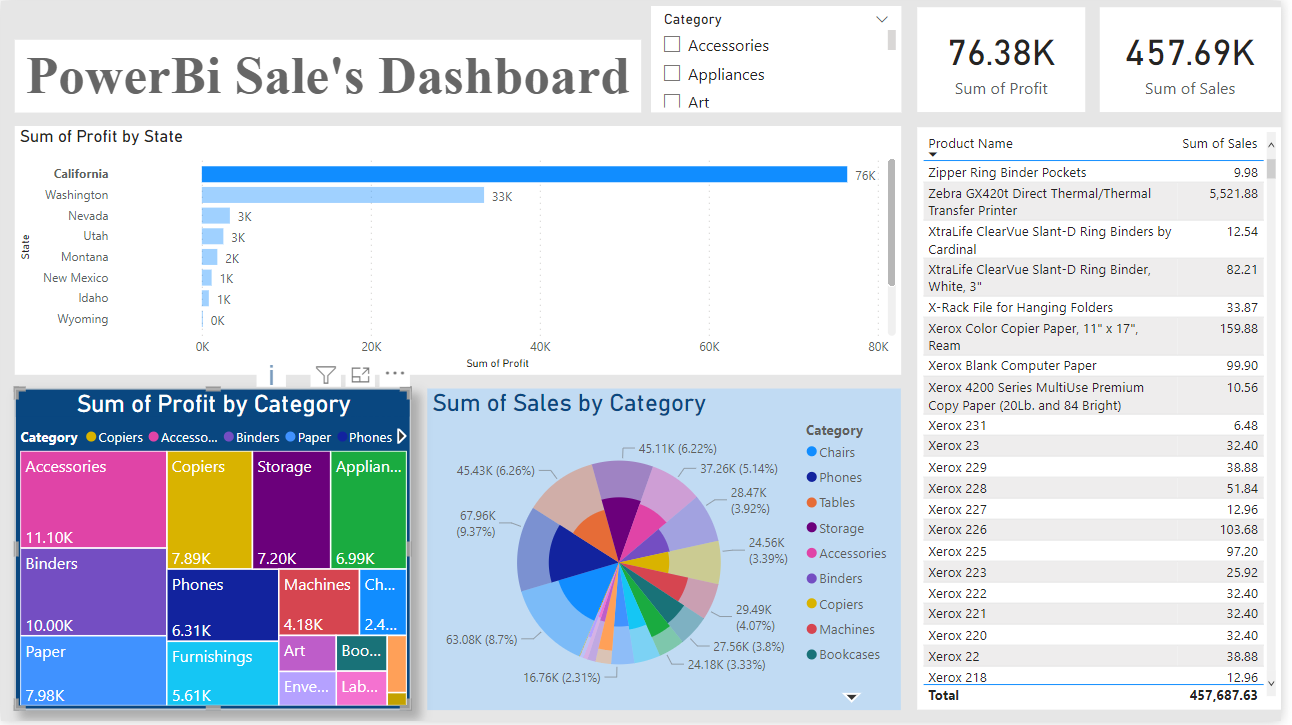 PowerBi Sale's Dashboard
Category
Accessories
Appliances
Art
76.38K
Sum of Profit
457.69K
Sum of Sales
Sum of Profit by State
State
California
76K
Washington
33K
Nevada
3K
Utah
3K
Montana
2K
New Mexico
1K
Idaho
1K
Wyoming
0K
0K 20K 40K 60K 80K
Sum of Profit
Sum of Profit by Category
Category Copiers Accesso... Binders Paper Phones
Accessories
11.10K
Copiers
7.89K
Storage
7.20K
Applian...
6.99K
Binders
10.00K
Phones
6.31K
Machines
4.18K
Ch...
2.4...
Paper
7.98K
Furnishings
5.61K
Art
Boo...
Enve...
Lab...
Sum of Sales by Category
45.11K (6.22%)
37.26K (5.14%)
28.47K
(3.92%)
24.56K
(3.39%)
29.49K
(4.07%)
27.56K (3.8%)
24.18K (3.33%)
16.76K (2.31%)
63.08K (8.7%)
67.96K
(9.37%)
45.43K (6.26%)
Category
Chairs
Phones
Tables
Storage
Accessories
Binders
Copiers
Machines
Bookcases
Product Name Sum of Sales
Zipper Ring Binder Pockets 9.98
Zebra GX420t Direct Thermal/Thermal 5,521.88
Transfer Printer
XtraLife ClearVue Slant-D Ring Binders by 12.54
Cardinal
XtraLife ClearVue Slant-D Ring Binder, 82.21
White, 3"
X-Rack File for Hanging Folders 33.87
Xerox Color Copier Paper, 11" x 17", 159.88
Ream
Xerox Blank Computer Paper 99.90
Xerox 4200 Series MultiUse Premium 10.56
Copy Paper (20Lb. and 84 Bright)
Xerox 231 6.48
Xerox 23 32.40
Xerox 229 38.88
Xerox 228 51.84
Xerox 227 12.96
Xerox 226 103.68
Xerox 225 97.20
Xerox 223 25.92
Xerox 222 32.40
Xerox 221 32.40
Xerox 220 32.40
Xerox 22 38.88
Xerox 218 12.96
Total 457,687.63